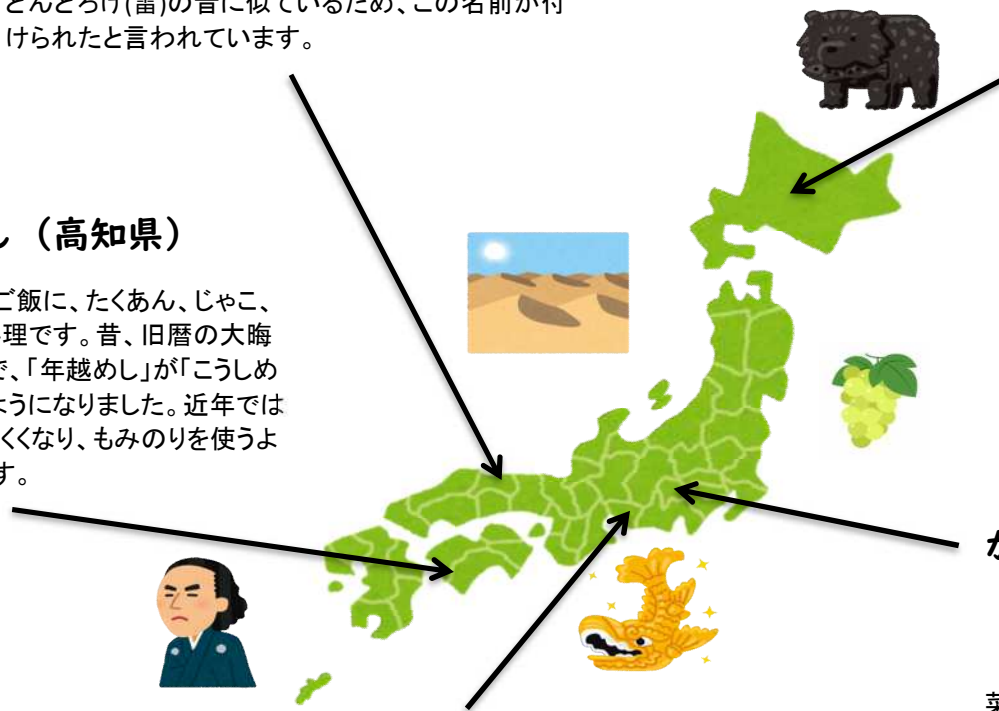 どんどろけ(雷)の音に似ているため、この名前が付
けられたと言われています。
し （高知県）
ご飯に、たくあん、じゃこ、
理です。昔、旧暦の大晦
で、「年越めし」が「こうしめ
ようになりました。近年では
くくなり、もみのりを使うよ
す。
か
菜